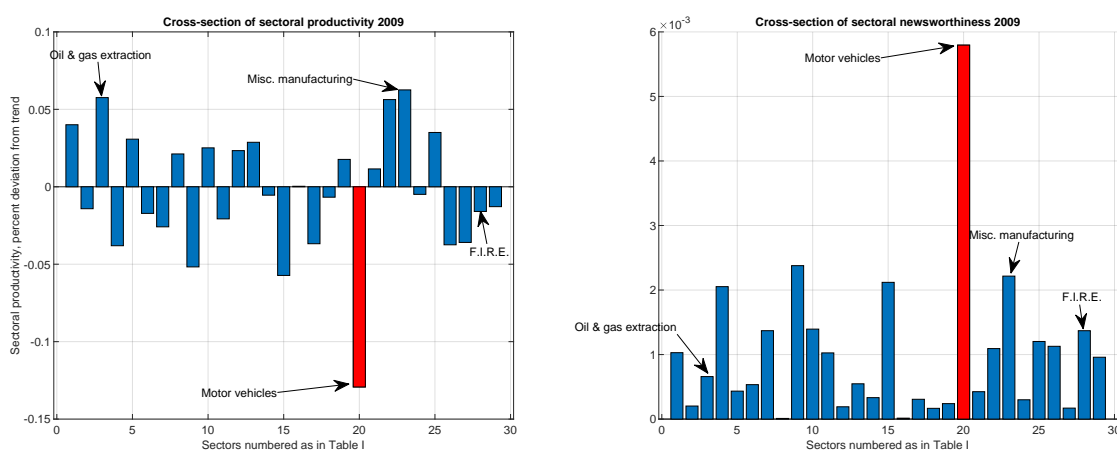 Cross-section of sectoral productivity 2009
0.1
0.05
0
-0.05
-0.1
-0.15
Sectoral productivity, percent deviation from trend
Oil & gas extraction
Misc. manufacturing
F.I.R.E.
Motor vehicles
0 5 10 15 20 25 30
Sectors numbered as in Table I
Cross-section of sectoral newsworthiness 2009
×10⁻³
6
5
4
3
2
1
0
Motor vehicles
Misc. manufacturing
F.I.R.E.
Oil & gas extraction
0 5 10 15 20 25 30
Sectors numbered as in Table I